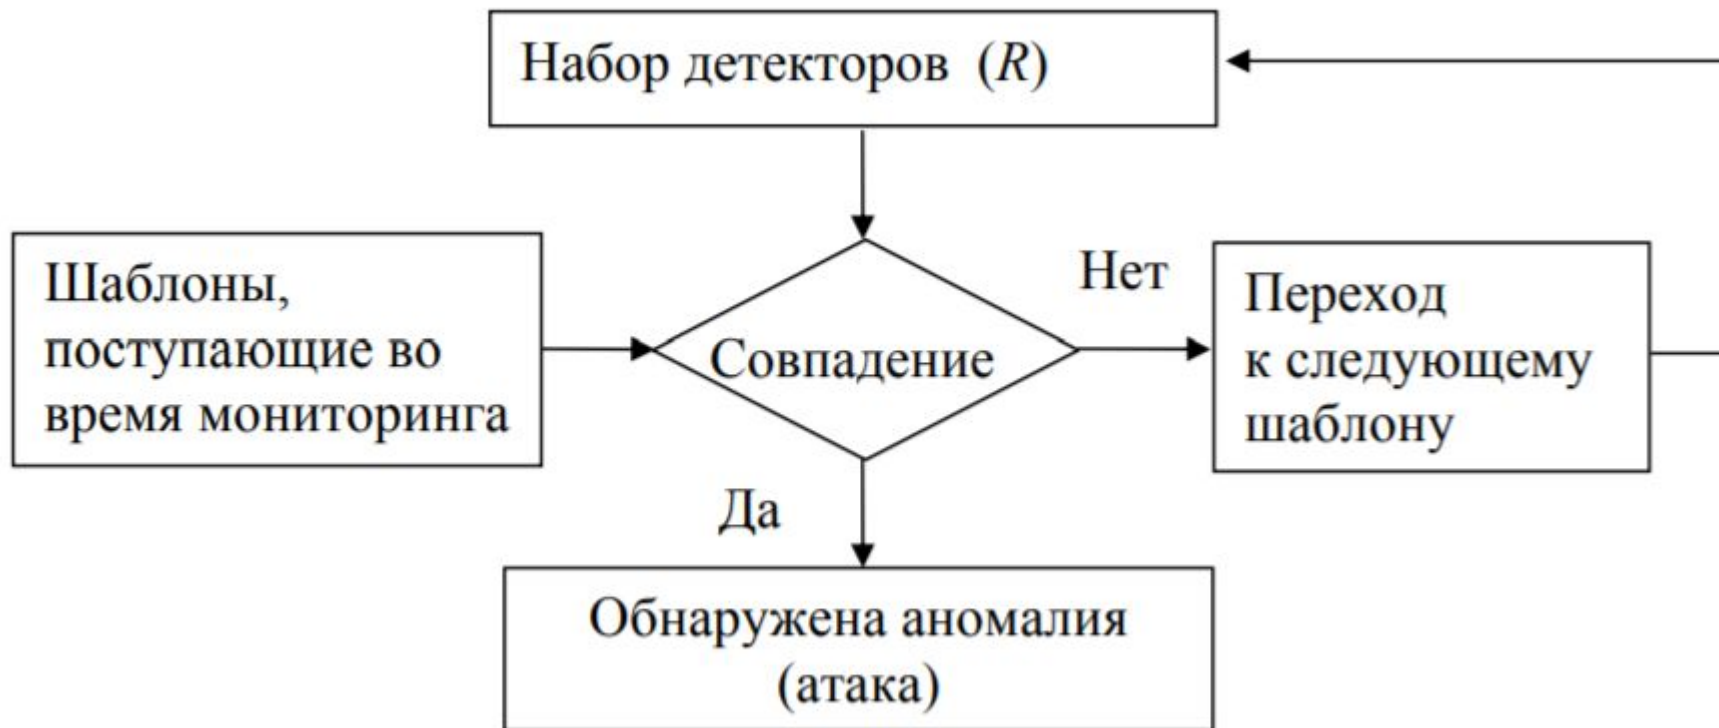 Набор детекторов (R)
Шаблоны,
поступающие во
время мониторинга
Совпадение
Нет
Переход
к следующему
шаблону
Да
Обнаружена аномалия
(атака)